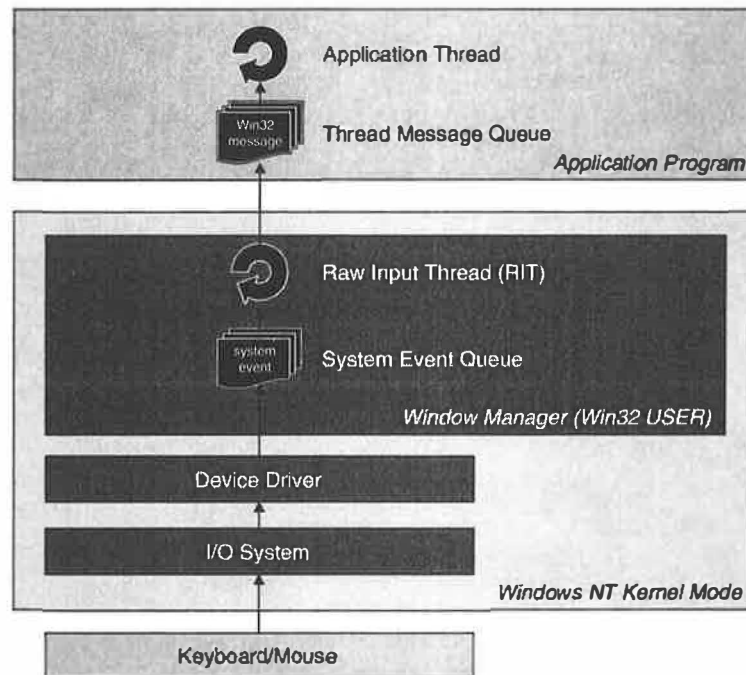 Application Thread
Win32
message
Thread Message Queue
Application Program
Raw Input Thread (RIT)
system
event
System Event Queue
Window Manager (Win32 USER)
Device Driver
I/O System
Windows NT Kernel Mode
Keyboard/Mouse